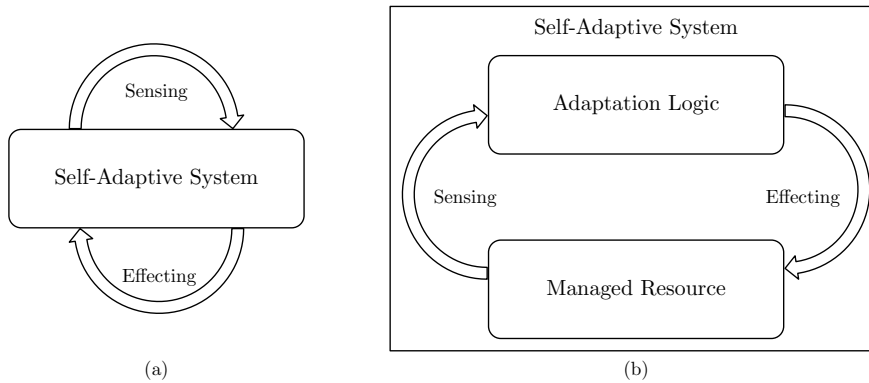 Sensing
Self-Adaptive System
Effecting
(a)
Self-Adaptive System
Adaptation Logic
Sensing
Effecting
Managed Resource
(b)